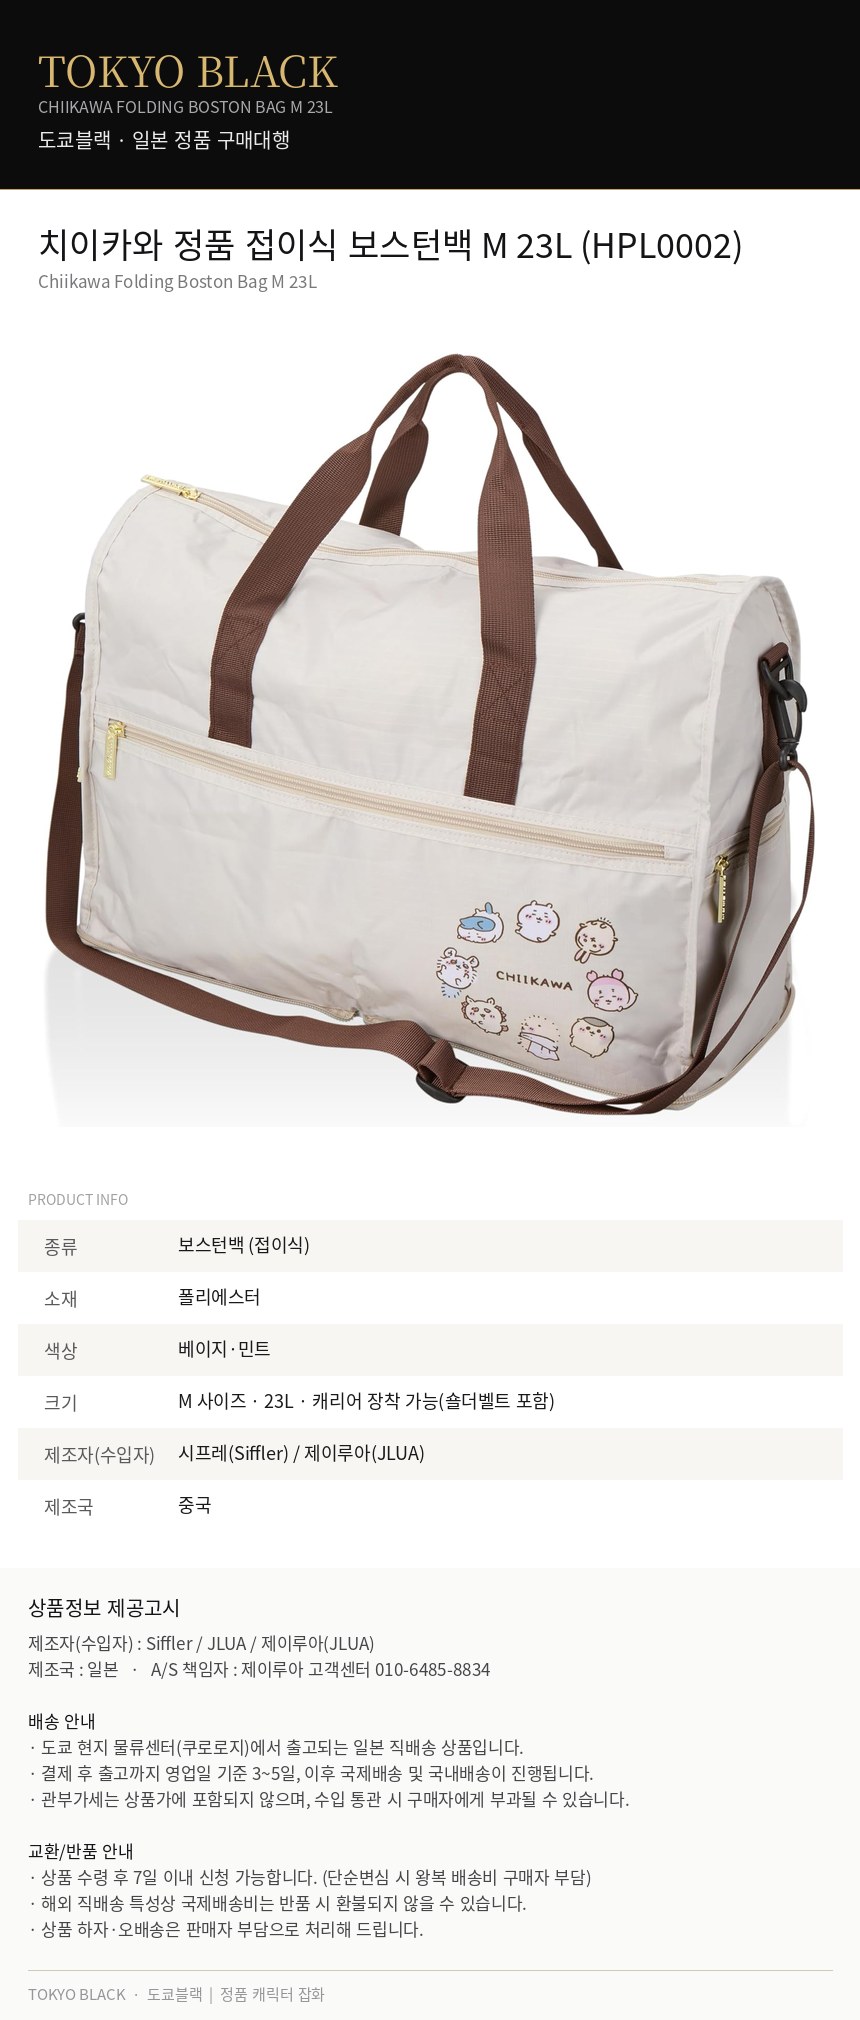 TOKYO BLACK
CHIIKAWA FOLDING BOSTON BAG M 23L
도쿄블랙 · 일본 정품 구매대행
치이카와 정품 접이식 보스턴백 M 23L (HPL0002)
Chiikawa Folding Boston Bag M 23L
CHIIKAWA
PRODUCT INFO
종류 보스턴백 (접이식)
소재 폴리에스터
색상 베이지·민트
크기 M 사이즈 · 23L · 캐리어 장착 가능(숄더벨트 포함)
제조자(수입자) 시프레(Siffler) / 제이루아(JLUA)
제조국 중국
상품정보 제공고시
제조자(수입자) : Siffler / JLUA / 제이루아(JLUA)
제조국 : 일본 · A/S 책임자 : 제이루아 고객센터 010-6485-8834
배송 안내
· 도쿄 현지 물류센터(쿠로로지)에서 출고되는 일본 직배송 상품입니다.
· 결제 후 출고까지 영업일 기준 3~5일, 이후 국제배송 및 국내배송이 진행됩니다.
· 관부가세는 상품가에 포함되지 않으며, 수입 통관 시 구매자에게 부과될 수 있습니다.
교환/반품 안내
· 상품 수령 후 7일 이내 신청 가능합니다. (단순변심 시 왕복 배송비 구매자 부담)
· 해외 직배송 특성상 국제배송비는 반품 시 환불되지 않을 수 있습니다.
· 상품 하자·오배송은 판매자 부담으로 처리해 드립니다.
TOKYO BLACK · 도쿄블랙 | 정품 캐릭터 잡화